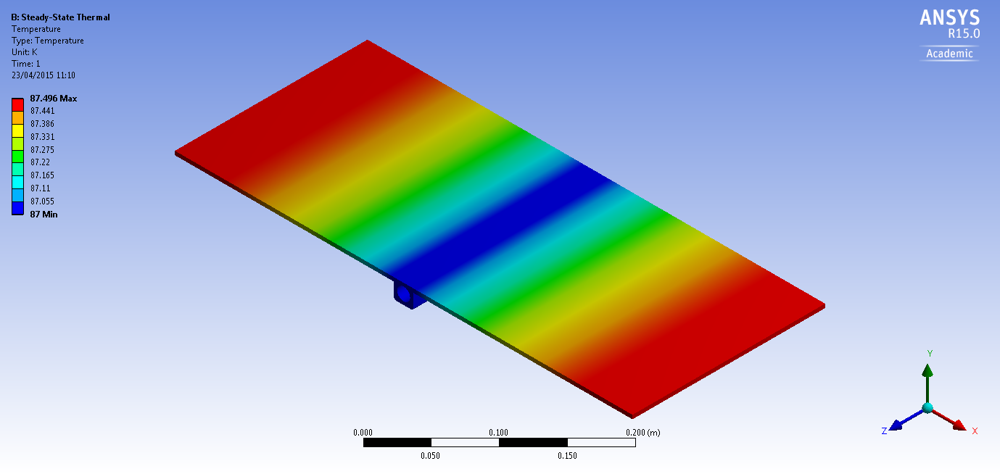 B: Steady-State Thermal
Temperature
Type: Temperature
Unit: K
Time: 1
23/04/2015 11:10
87.496 Max
87.441
87.386
87.331
87.275
87.22
87.165
87.11
87.055
87 Min
ANSYS
R15.0
Academic
0.000 0.100 0.200 (m)
0.050 0.150
Y
Z X